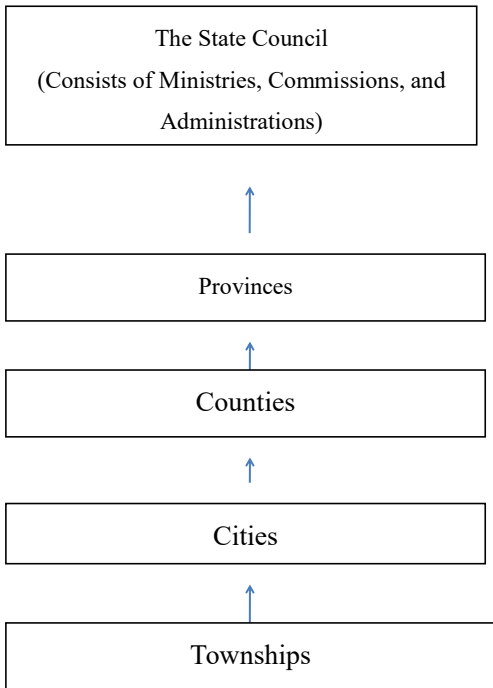 The State Council
(Consists of Ministries, Commissions, and
Administrations)
Provinces
Counties
Cities
Townships